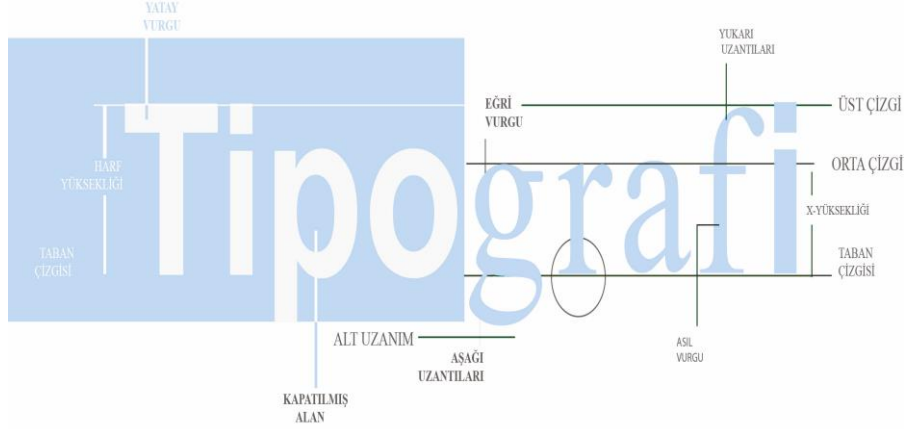 YATAY
VURGU
YUKARI
UZANTILARI
EĞRİ
VURGU
ÜST ÇİZGİ
Tipografi
HARF
YÜKSEKLİĞİ
ORTA ÇİZGİ
X-YÜKSEKLİĞİ
TABAN
ÇİZGİSİ
TABAN
ÇİZGİSİ
ALT UZANIM
AŞAĞI
UZANTILARI
ASIL
VURGU
KAPATILMIŞ
ALAN